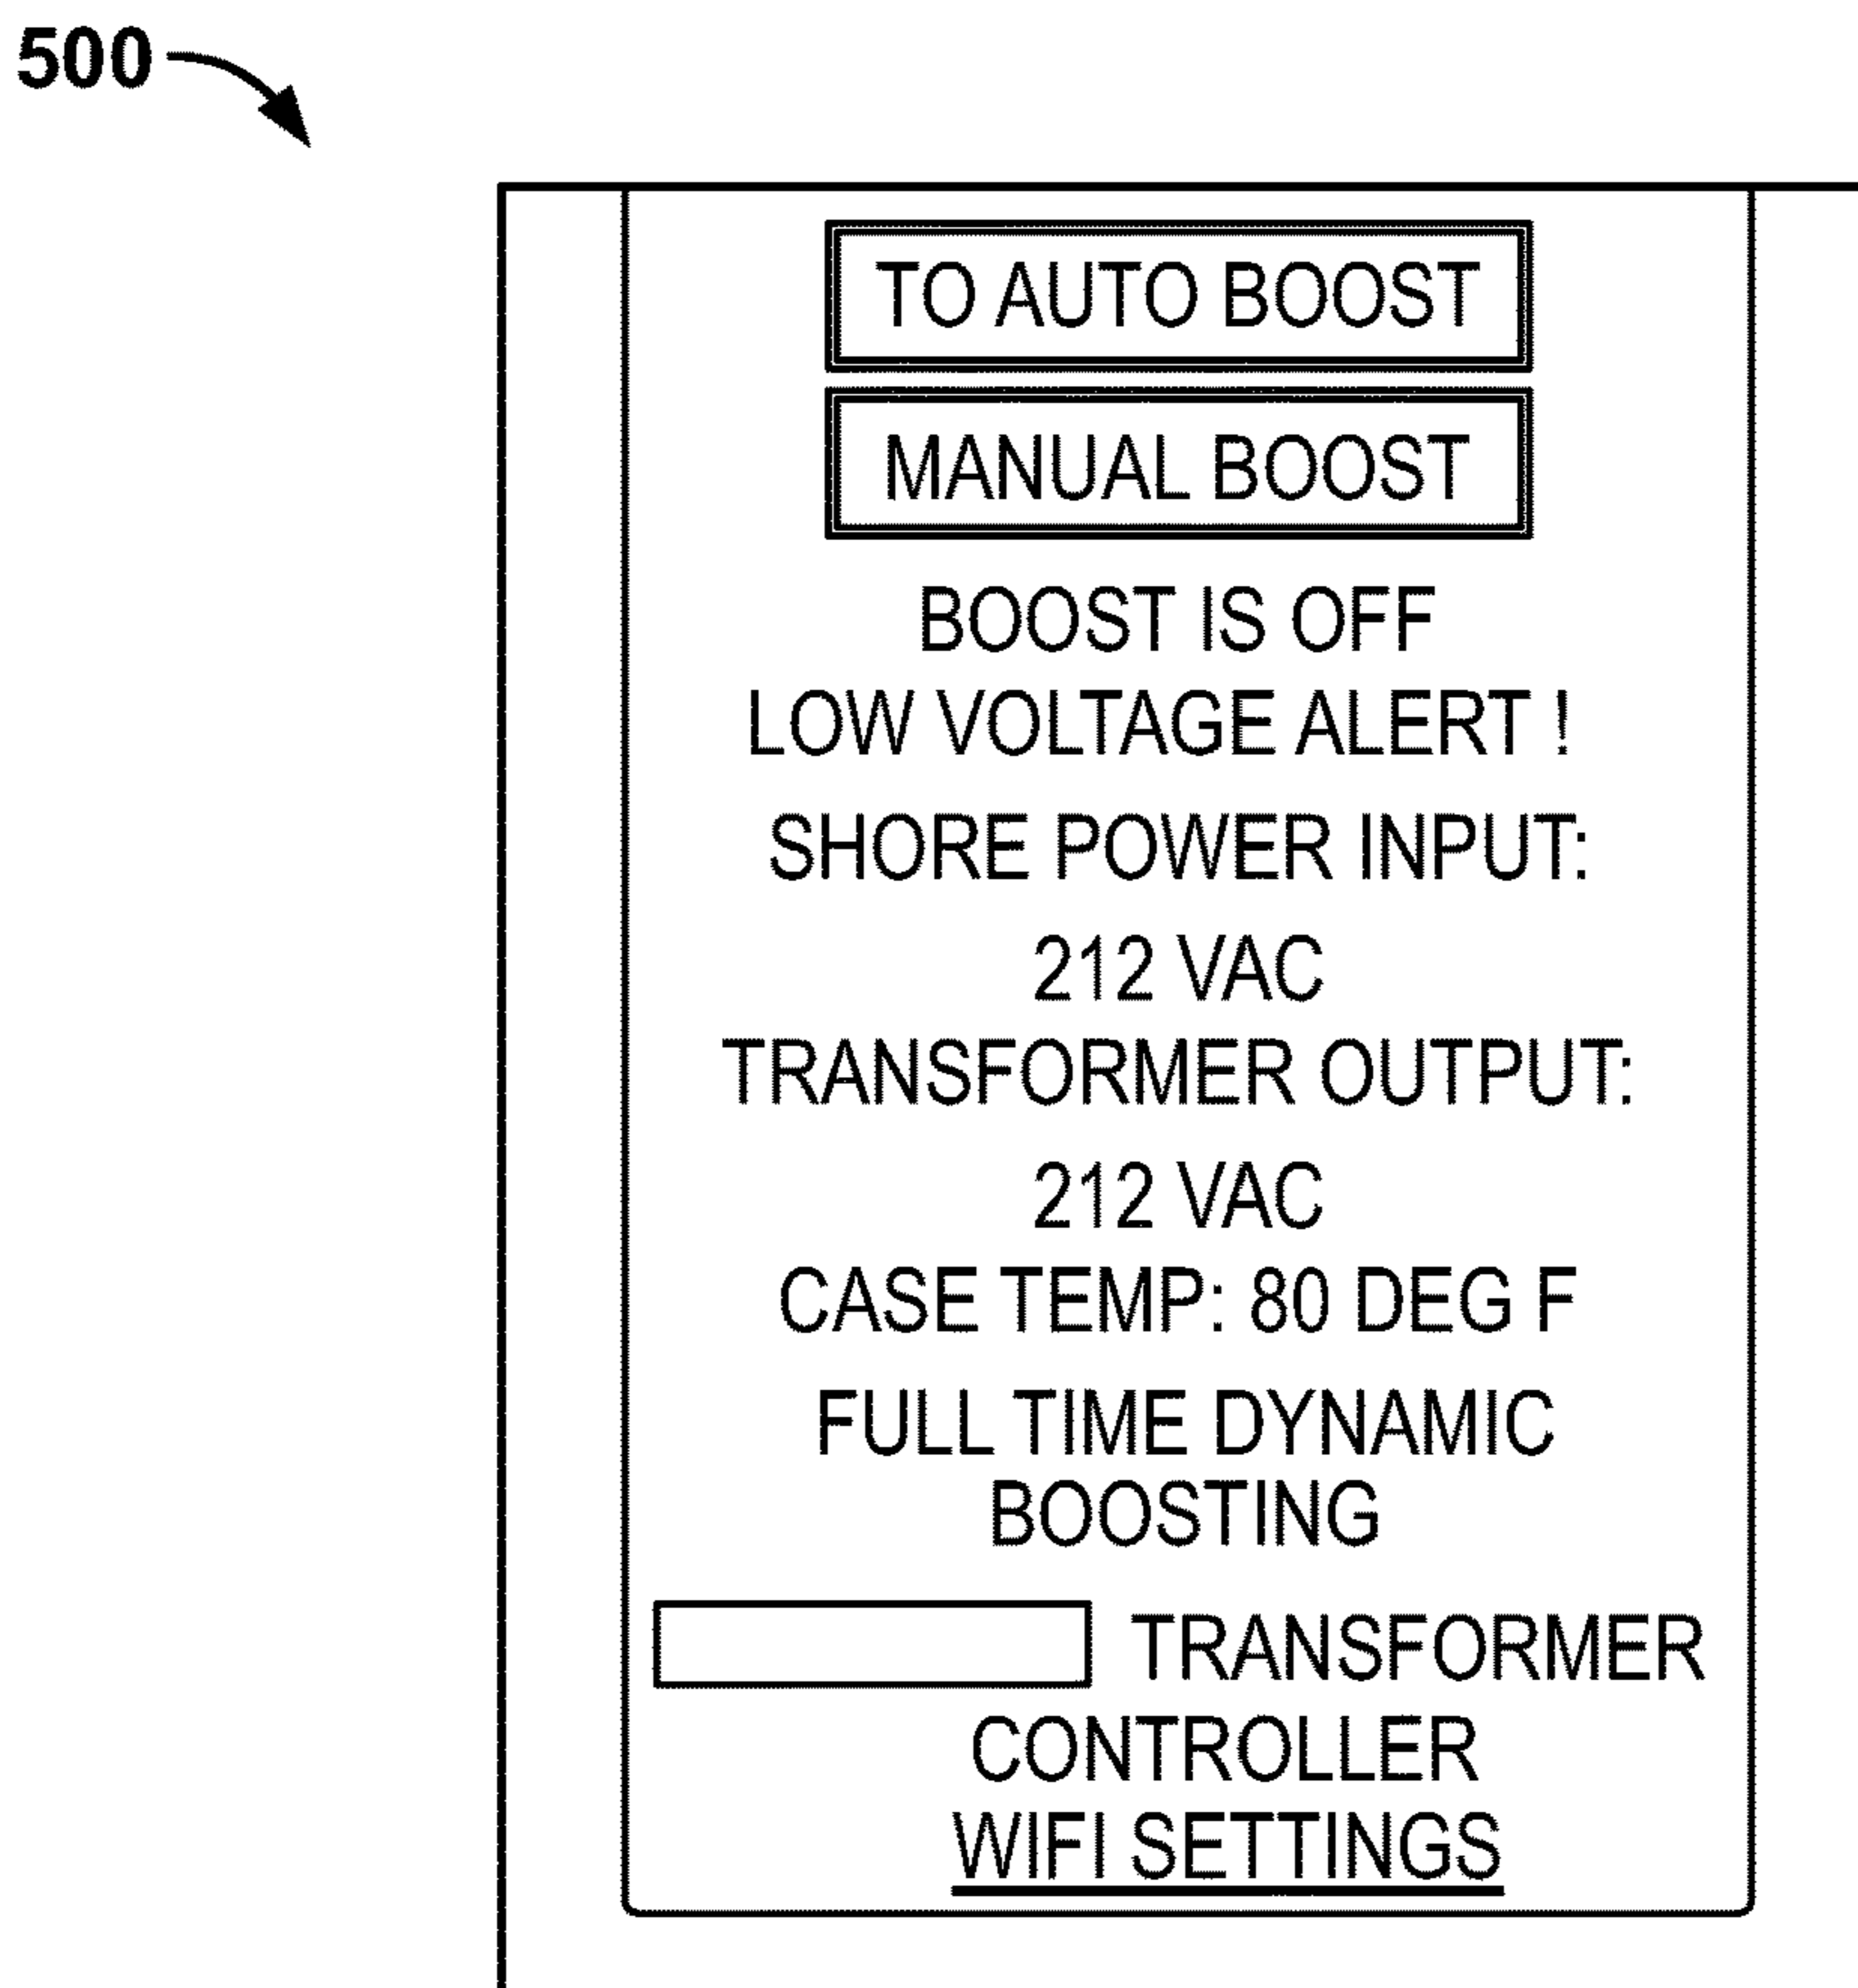 500
TO AUTO BOOST
MANUAL BOOST
BOOST IS OFF
LOW VOLTAGE ALERT !
SHORE POWER INPUT:
212 VAC
TRANSFORMER OUTPUT:
212 VAC
CASE TEMP: 80 DEG F
FULL TIME DYNAMIC
BOOSTING
TRANSFORMER
CONTROLLER
WIFI SETTINGS